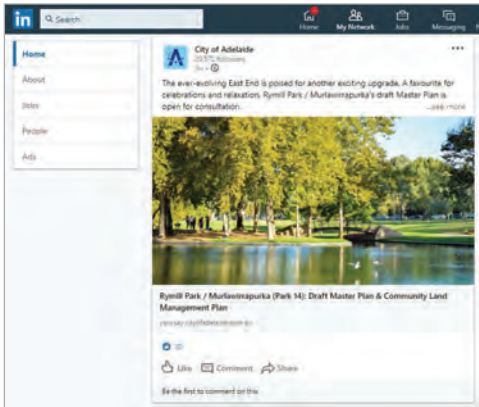 in
Search
Home
My Network
Jobs
Messaging
Home
About
Jobs
People
Ads
City of Adelaide
followers
The ever-evolving East End is poised for another exciting upgrade. A favourite for
celebrations and relaxation, Rymill Park / Murlawirrapurka's draft Master Plan is
open for consultation.
...see more
Rymill Park / Murlawirrapurka (Park 14): Draft Master Plan & Community Land
Management Plan
Like
Comment
Share
Be the first to comment on this